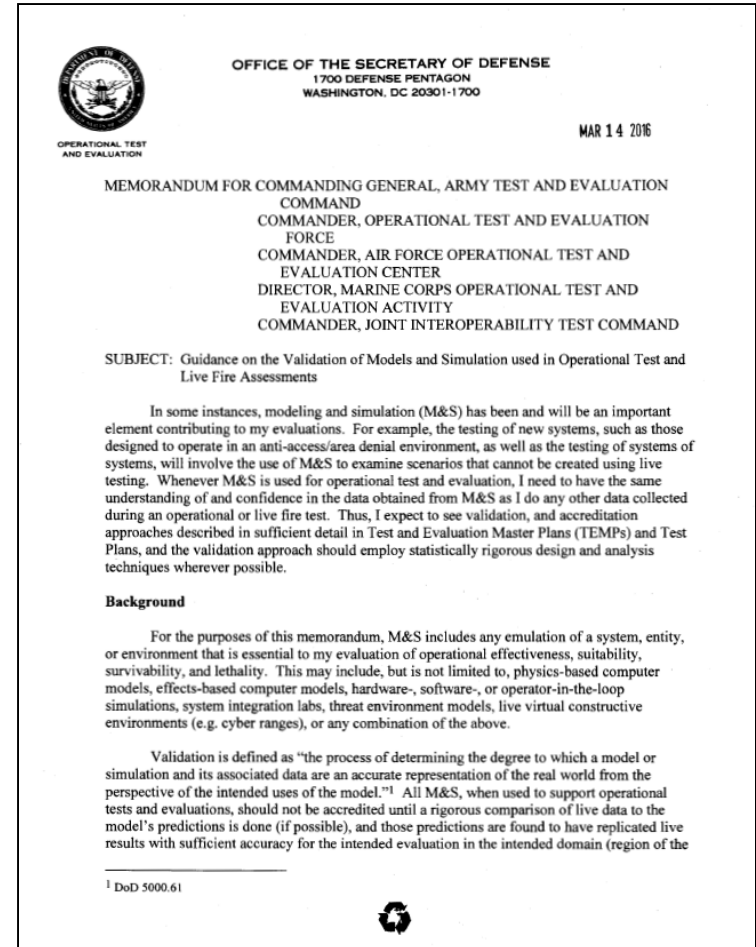 OFFICE OF THE SECRETARY OF DEFENSE
1700 DEFENSE PENTAGON
WASHINGTON, DC 20301-1700
OPERATIONAL TEST
AND EVALUATION
MAR 14 2016
MEMORANDUM FOR COMMANDING GENERAL, ARMY TEST AND EVALUATION
COMMAND
COMMANDER, OPERATIONAL TEST AND EVALUATION
FORCE
COMMANDER, AIR FORCE OPERATIONAL TEST AND
EVALUATION CENTER
DIRECTOR, MARINE CORPS OPERATIONAL TEST AND
EVALUATION ACTIVITY
COMMANDER, JOINT INTEROPERABILITY TEST COMMAND
SUBJECT: Guidance on the Validation of Models and Simulation used in Operational Test and
Live Fire Assessments
In some instances, modeling and simulation (M&S) has been and will be an important
element contributing to my evaluations. For example, the testing of new systems, such as those
designed to operate in an anti-access/area denial environment, as well as the testing of systems of
systems, will involve the use of M&S to examine scenarios that cannot be created using live
testing. Whenever M&S is used for operational test and evaluation, I need to have the same
understanding of and confidence in the data obtained from M&S as I do any other data collected
during an operational or live fire test. Thus, I expect to see validation, and accreditation
approaches described in sufficient detail in Test and Evaluation Master Plans (TEMPs) and Test
Plans, and the validation approach should employ statistically rigorous design and analysis
techniques wherever possible.
Background
For the purposes of this memorandum, M&S includes any emulation of a system, entity,
or environment that is essential to my evaluation of operational effectiveness, suitability,
survivability, and lethality. This may include, but is not limited to, physics-based computer
models, effects-based computer models, hardware-, software-, or operator-in-the-loop
simulations, system integration labs, threat environment models, live virtual constructive
environments (e.g. cyber ranges), or any combination of the above.
Validation is defined as “the process of determining the degree to which a model or
simulation and its associated data are an accurate representation of the real world from the
perspective of the intended uses of the model.”1 All M&S, when used to support operational
tests and evaluations, should not be accredited until a rigorous comparison of live data to the
model’s predictions is done (if possible), and those predictions are found to have replicated live
results with sufficient accuracy for the intended evaluation in the intended domain (region of the
1 DoD 5000.61